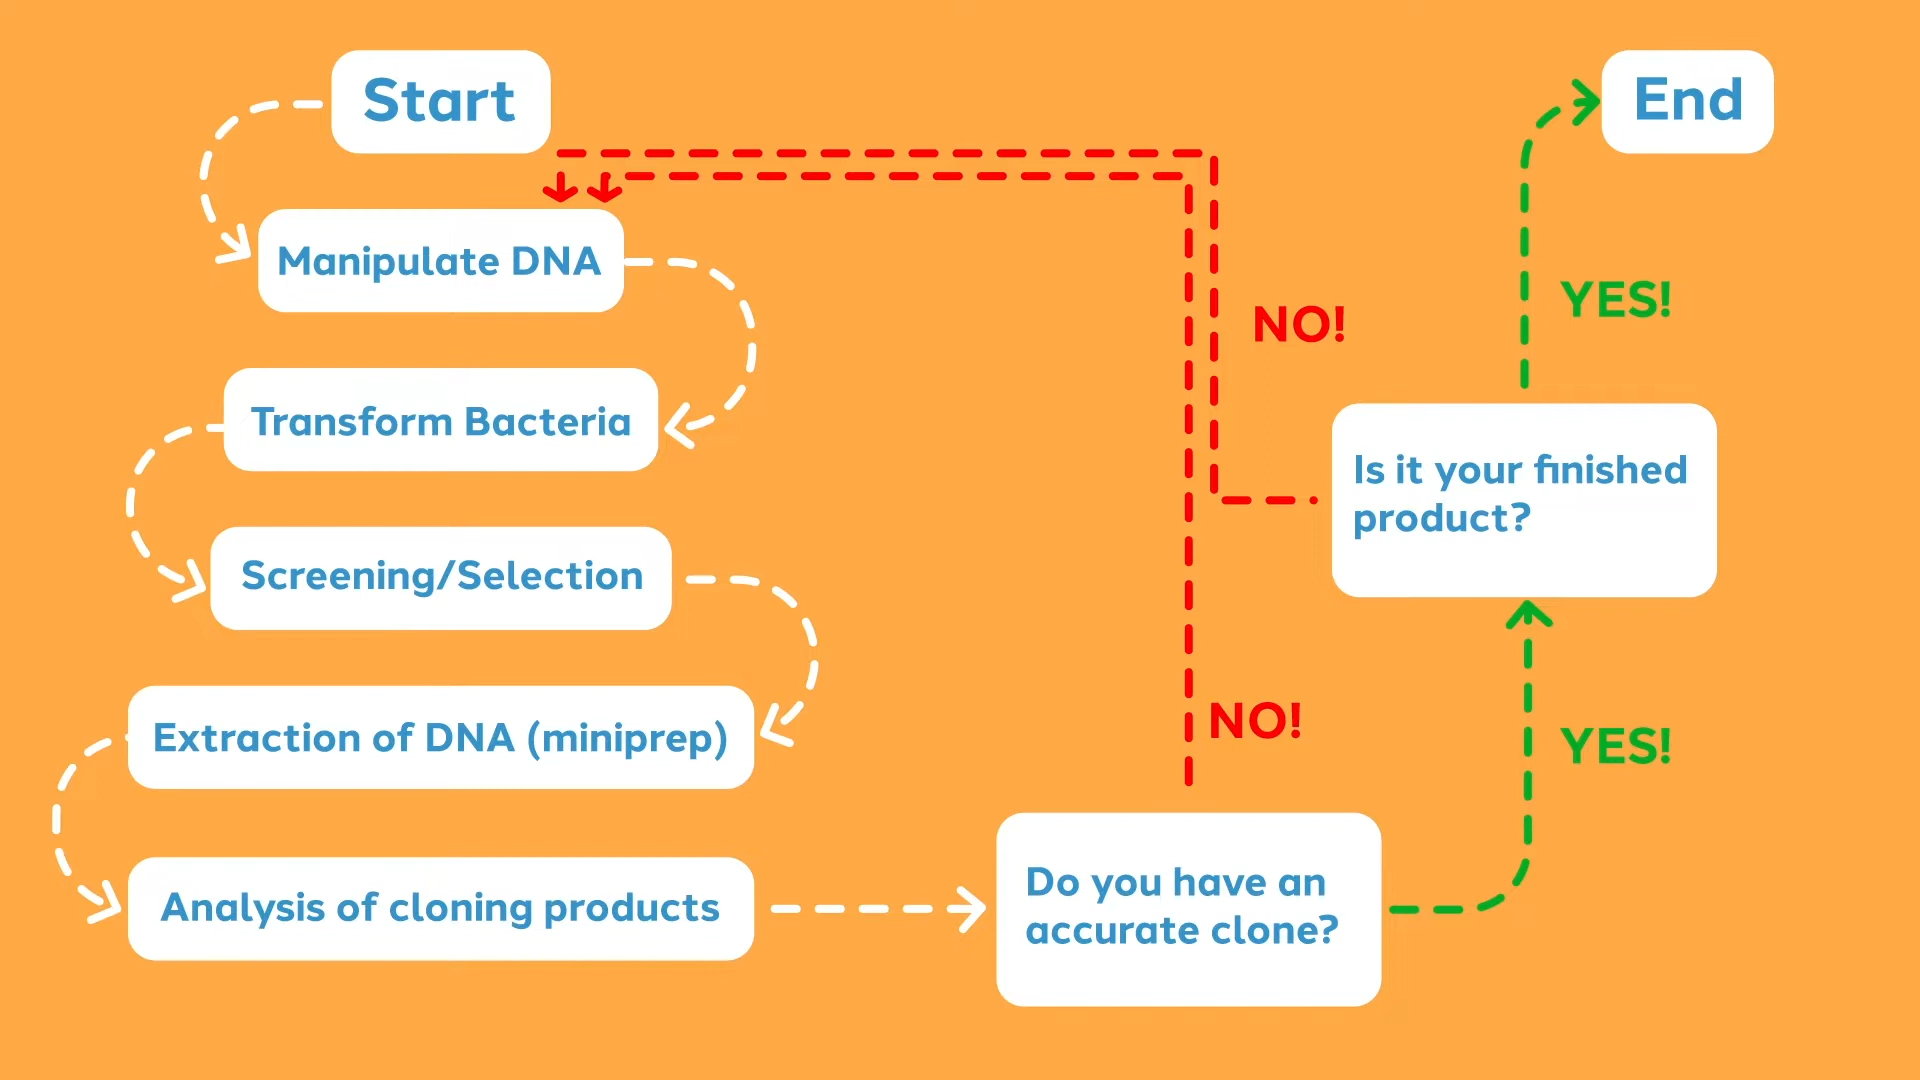 Start
Manipulate DNA
Transform Bacteria
Screening/Selection
Extraction of DNA (miniprep)
Analysis of cloning products
Do you have an
accurate clone?
NO!
YES!
Is it your finished
product?
NO!
YES!
End